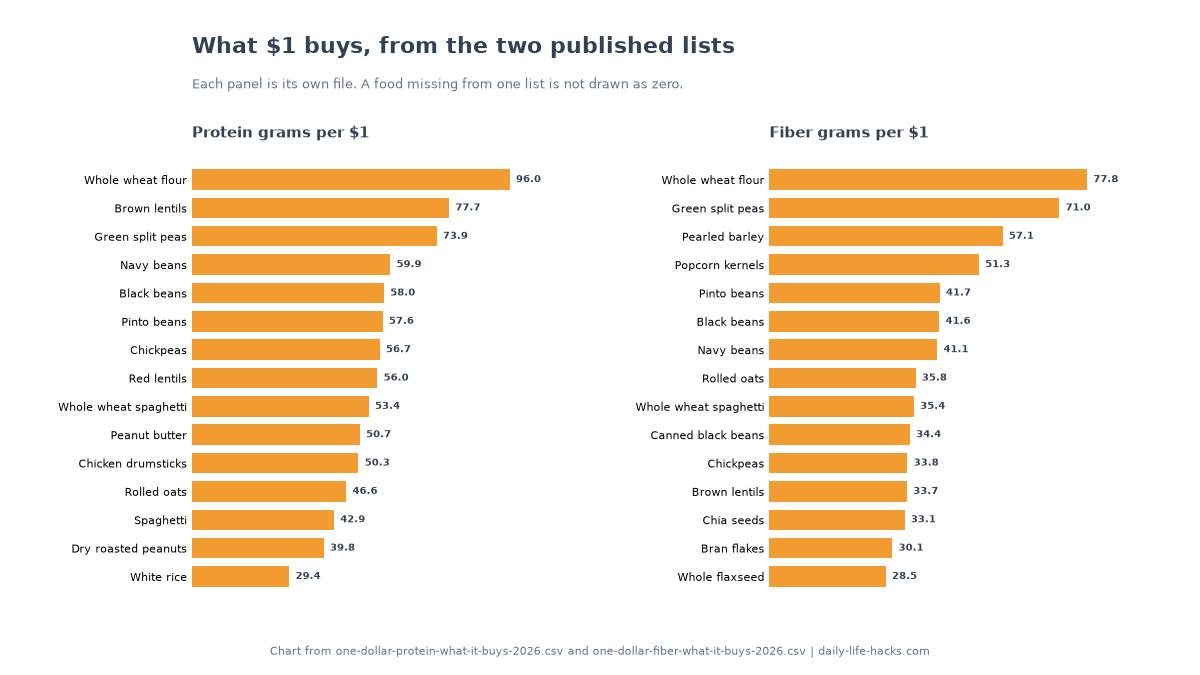 What $1 buys, from the two published lists
Each panel is its own file. A food missing from one list is not drawn as zero.
Protein grams per $1
Whole wheat flour 96.0
Brown lentils 77.7
Green split peas 73.9
Navy beans 59.9
Black beans 58.0
Pinto beans 57.6
Chickpeas 56.7
Red lentils 56.0
Whole wheat spaghetti 53.4
Peanut butter 50.7
Chicken drumsticks 50.3
Rolled oats 46.6
Spaghetti 42.9
Dry roasted peanuts 39.8
White rice 29.4
Fiber grams per $1
Whole wheat flour 77.8
Green split peas 71.0
Pearled barley 57.1
Popcorn kernels 51.3
Pinto beans 41.7
Black beans 41.6
Navy beans 41.1
Rolled oats 35.8
Whole wheat spaghetti 35.4
Canned black beans 34.4
Chickpeas 33.8
Brown lentils 33.7
Chia seeds 33.1
Bran flakes 30.1
Whole flaxseed 28.5
Chart from one-dollar-protein-what-it-buys-2026.csv and one-dollar-fiber-what-it-buys-2026.csv | daily-life-hacks.com